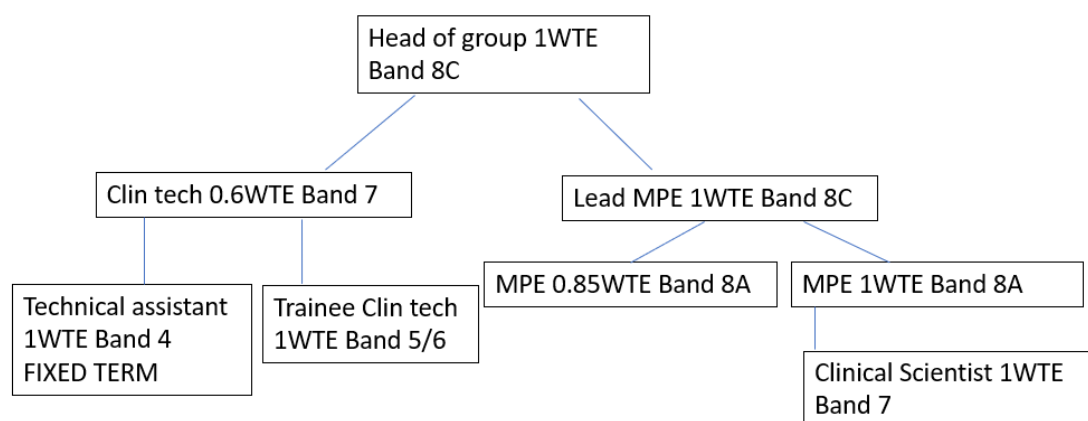 Head of group 1WTE
Band 8C
Clin tech 0.6WTE Band 7
Lead MPE 1WTE Band 8C
Technical assistant
1WTE Band 4
FIXED TERM
Trainee Clin tech
1WTE Band 5/6
MPE 0.85WTE Band 8A
MPE 1WTE Band 8A
Clinical Scientist 1WTE
Band 7